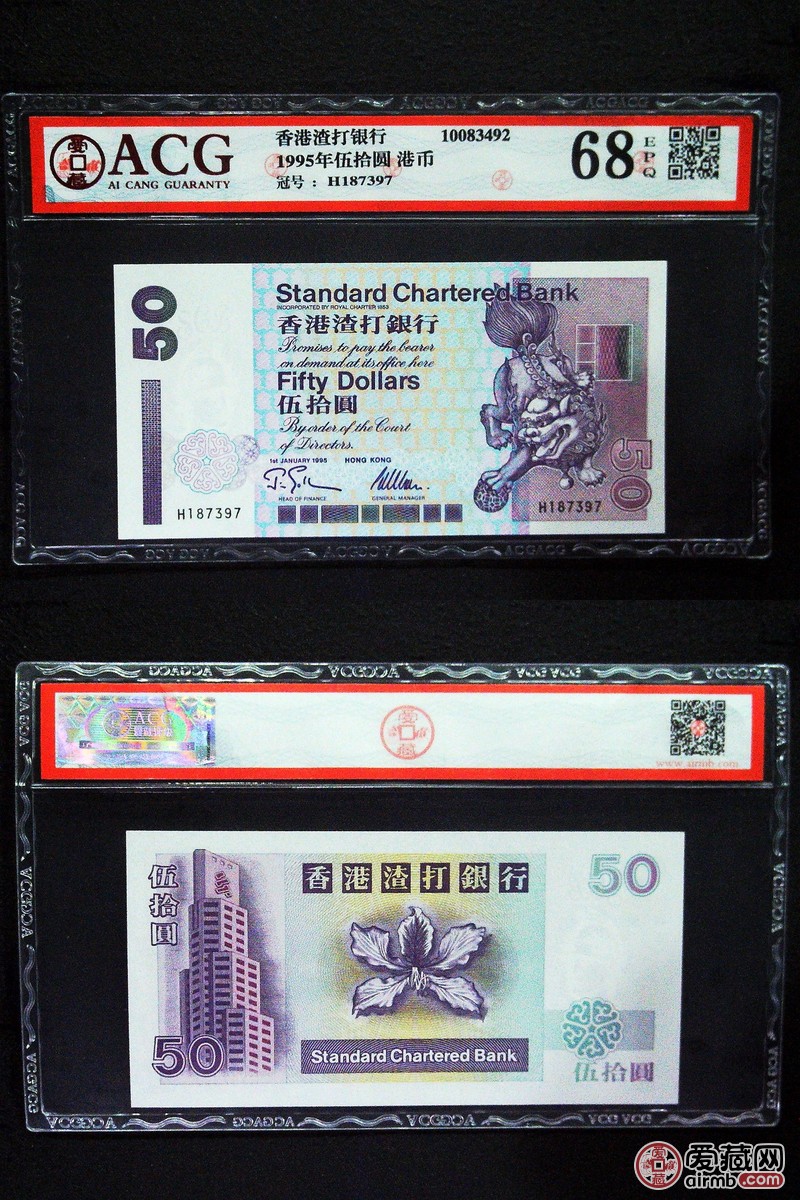 愛藏
ACG
AI CANG GUARANTY
香港渣打银行
10083492
1995年伍拾圆 港币
冠号 : H187397
68
EPQ
50
Standard Chartered Bank
INCORPORATED BY ROYAL CHARTER 1853
香港渣打銀行
Promises to pay the bearer
on demand at its office here
Fifty Dollars
伍拾圓
By order of the Court
of Directors.
1st JANUARY 1995 HONG KONG
HEAD OF FINANCE
GENERAL MANAGER
H187397
H187397
50
ACG
www.airmb.com
伍拾圓
香港渣打銀行
50
50
Standard Chartered Bank
伍拾圓
爱藏网
airmb.com